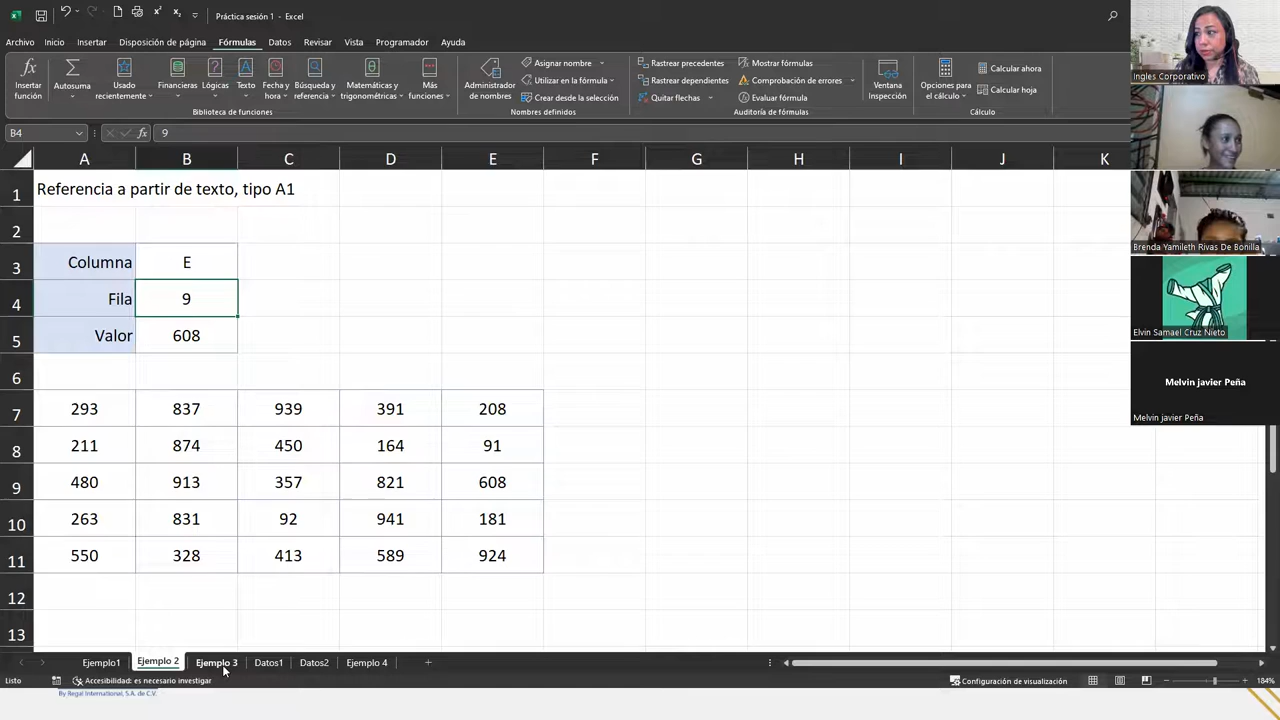 Práctica sesión 1 - Excel
Archivo Inicio Insertar Disposición de página Fórmulas Datos Revisar Vista Programador Ayuda
Insertar función
Autosuma
Usado recientemente
Financieras
Lógicas
Texto
Fecha y hora
Búsqueda y referencia
Matemáticas y trigonométricas
Más funciones
Biblioteca de funciones
de nombres
Asignar nombre
Crear desde la selección
Nombres definidos
Rastrear precedentes
Rastrear dependientes
Quitar flechas
Mostrar fórmulas
Comprobación de err
Evaluar fórmula
Auditoría de fórmulas
Ventana Inspección
Opciones para el cálculo
Calcular ahora
Calcular hoja
Cálculo
B4 fx 9
A B C D E F G H I J K
1 Referencia a partir de texto, tipo A1
2
3 Columna E
4 Fila 9
5 Valor 608
6
7 293 837 939 391 208
8 211 874 450 164 91
9 480 913 357 821 608
10 263 831 92 941 181
11 550 328 413 589 924
12
13
Ejemplo1 Ejemplo 2 Ejemplo 3 Datos1 Datos2 Ejemplo 4
Listo Accesibilidad: es necesario investigar Configuración de visualización 184%
By Regal International, S.A. de C.V.
Ingles Corporativo
Brenda Yamileth Rivas De Bonilla
Elvin Samael Cruz Nieto
Melvin javier Peña
Melvin javier Peña